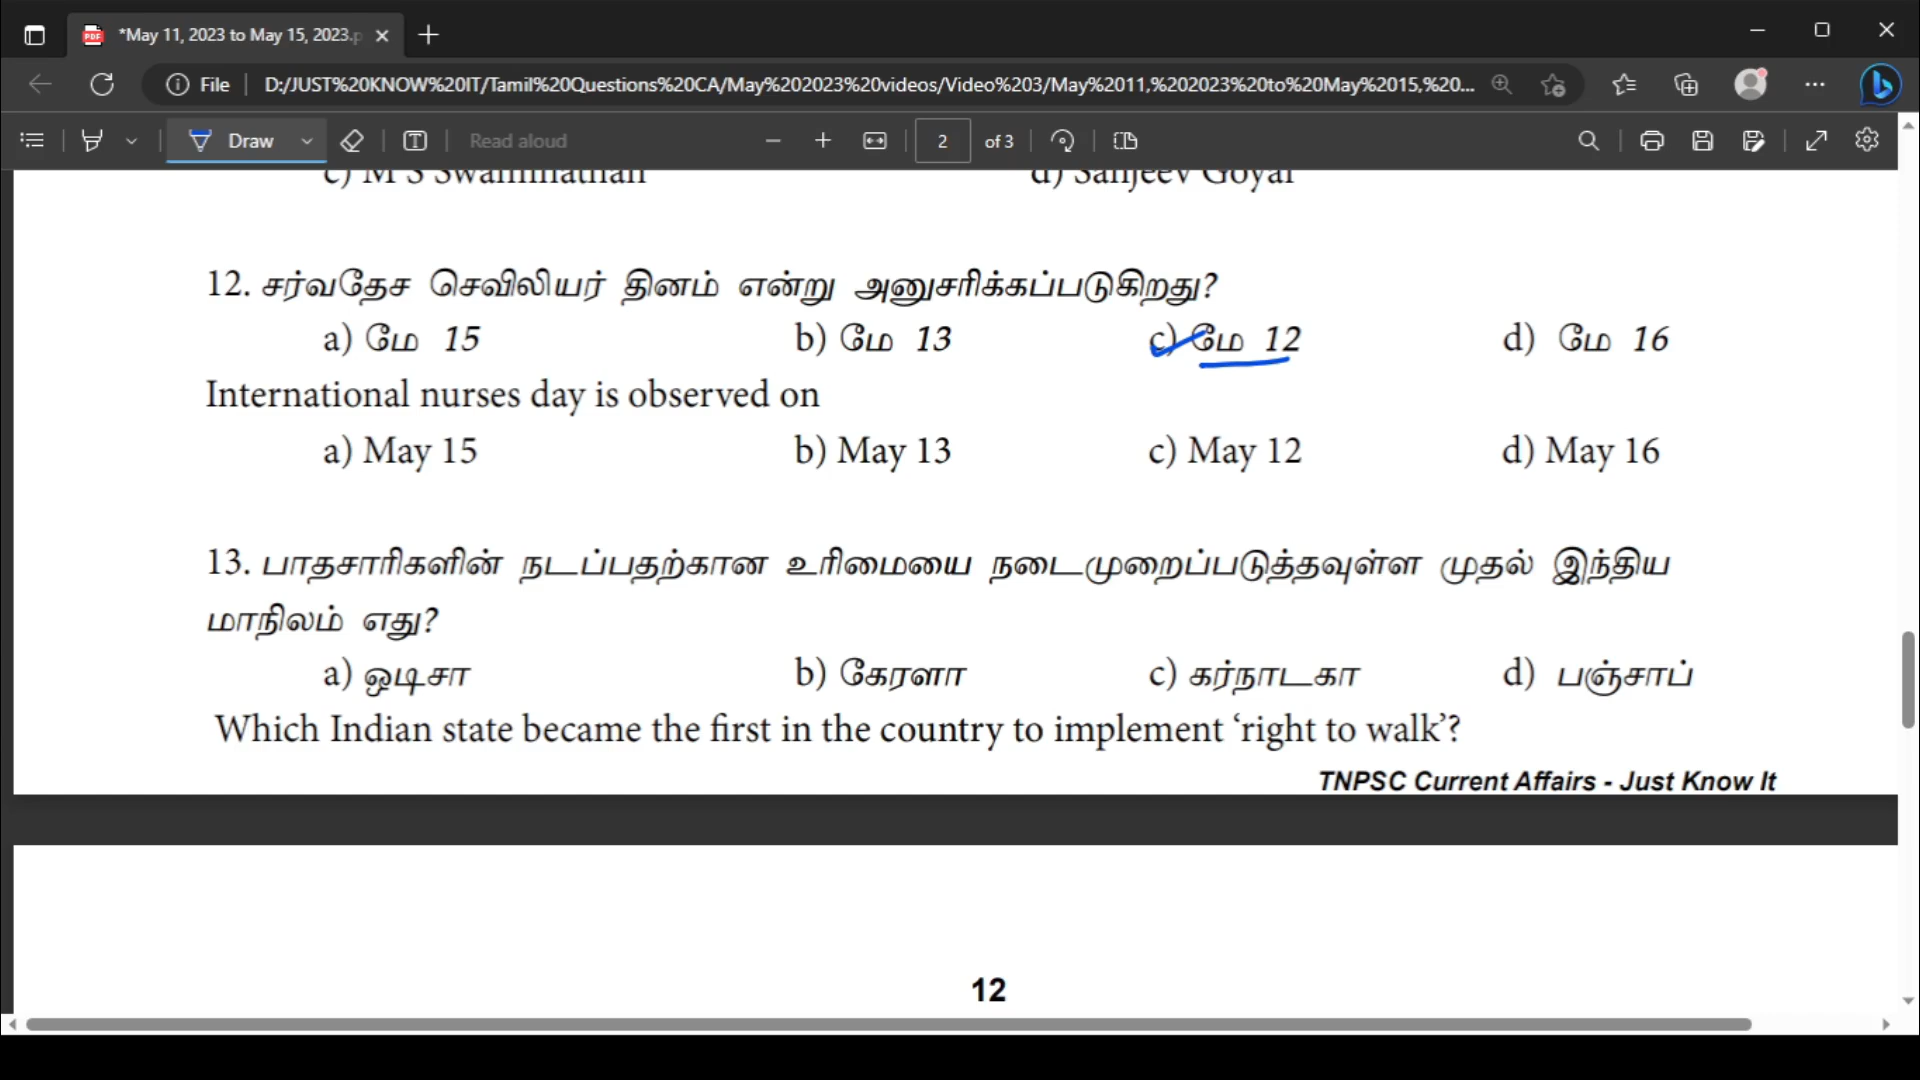 *May 11, 2023 to May 15, 2023.p
File
D:/JUST%20KNOW%20IT/Tamil%20Questions%20CA/May%202023%20videos/Video%203/May%2011,%202023%20to%20May%2015,%20...
Draw
Read aloud
2 of 3
c) M S Swaminathan d) Sanjeev Goyal
12. சர்வதேச செவிலியர் தினம் என்று அனுசரிக்கப்படுகிறது?
a) மே 15 b) மே 13 c) மே 12 d) மே 16
International nurses day is observed on
a) May 15 b) May 13 c) May 12 d) May 16
13. பாதசாரிகளின் நடப்பதற்கான உரிமையை நடைமுறைப்படுத்தவுள்ள முதல் இந்திய
மாநிலம் எது?
a) ஒடிசா b) கேரளா c) கர்நாடகா d) பஞ்சாப்
Which Indian state became the first in the country to implement ‘right to walk’?
TNPSC Current Affairs - Just Know It
12